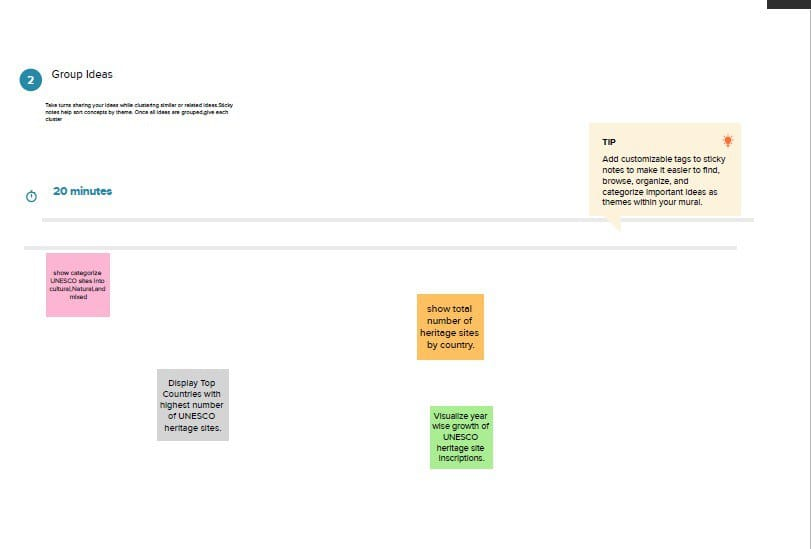 2
Group Ideas
Take turns sharing your ideas while clustering similar or related ideas.Sticky
notes help sort concepts by theme. Once all ideas are grouped,give each
cluster
TIP
Add customizable tags to sticky
notes to make it easier to find,
browse, organize, and
categorize important ideas as
themes within your mural.
20 minutes
show categorize
UNESCO sites into
cultural,Natural,and
mixed
show total
number of
heritage sites
by country.
Display Top
Countries with
highest number
of UNESCO
heritage sites.
Visualize year
wise growth of
UNESCO
heritage site
inscriptions.